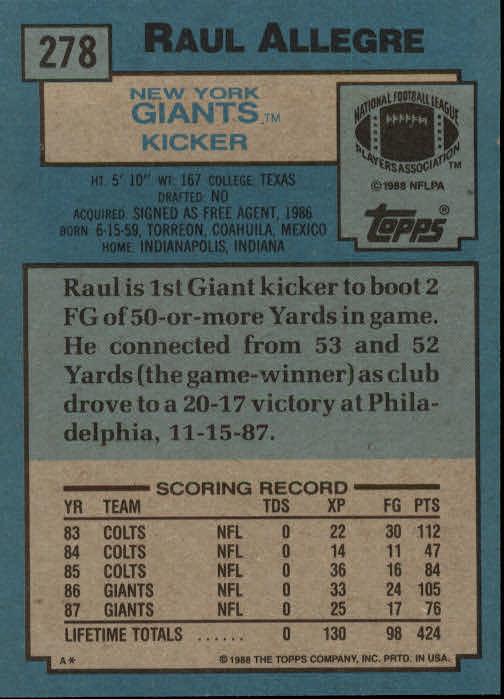 278
RAUL ALLEGRE
NEW YORK
GIANTS™
KICKER
NATIONAL FOOTBALL LEAGUE
PLAYERS ASSOCIATION™
© 1988 NFLPA
Topps®
HT. 5' 10" WT: 167 COLLEGE: TEXAS
DRAFTED: NO
ACQUIRED: SIGNED AS FREE AGENT, 1986
BORN: 6-15-59, TORREON, COAHUILA, MEXICO
HOME: INDIANAPOLIS, INDIANA
Raul is 1st Giant kicker to boot 2
FG of 50-or-more Yards in game.
He connected from 53 and 52
Yards (the game-winner) as club
drove to a 20-17 victory at Phila-
delphia, 11-15-87.
SCORING RECORD
YR TEAM TDS XP FG PTS
83 COLTS NFL 0 22 30 112
84 COLTS NFL 0 14 11 47
85 COLTS NFL 0 36 16 84
86 GIANTS NFL 0 33 24 105
87 GIANTS NFL 0 25 17 76
LIFETIME TOTALS ...... 0 130 98 424
A* © 1988 THE TOPPS COMPANY, INC. PRTD. IN USA.